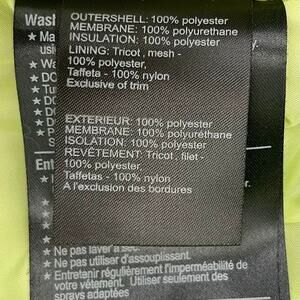 Wash
OUTERSHELL: 100% polyester
MEMBRANE: 100% polyurethane
INSULATION: 100% polyester
LINING: Tricot, mesh -
100% polyester,
Taffeta - 100% nylon
Exclusive of trim
EXTÉRIEUR: 100% polyester
MEMBRANE: 100% polyuréthane
ISOLATION: 100% polyester
REVÊTEMENT: Tricot, filet -
100% polyester,
Taffetas - 100% nylon
A l'exclusion des bordures
★ Ne pas laver à sec
★ Ne pas utiliser d'assouplissant.
★ Entretenir régulièrement l'imperméabilité de
votre vêtement. Utiliser seulement des
sprays adaptées